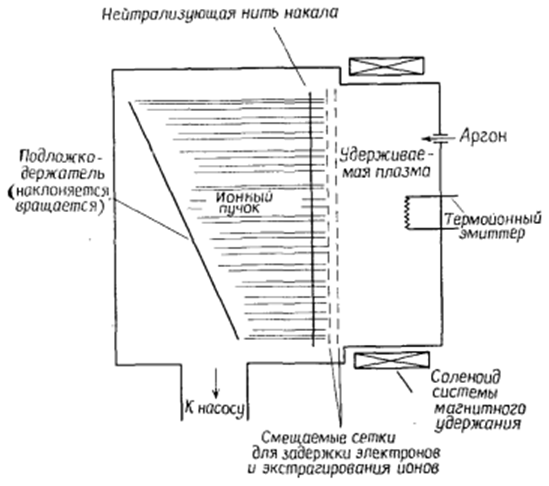 Нейтрализующая нить накала
Подложко-
держатель
(наклоняется
вращается)
Ионный
пучок
Удерживае-
мая плазма
Аргон
Термойонный
эмиттер
К насосу
Соленоид
системы
магнитного
удержания
Смещаемые сетки
для задержки электронов
и экстрагирования ионов